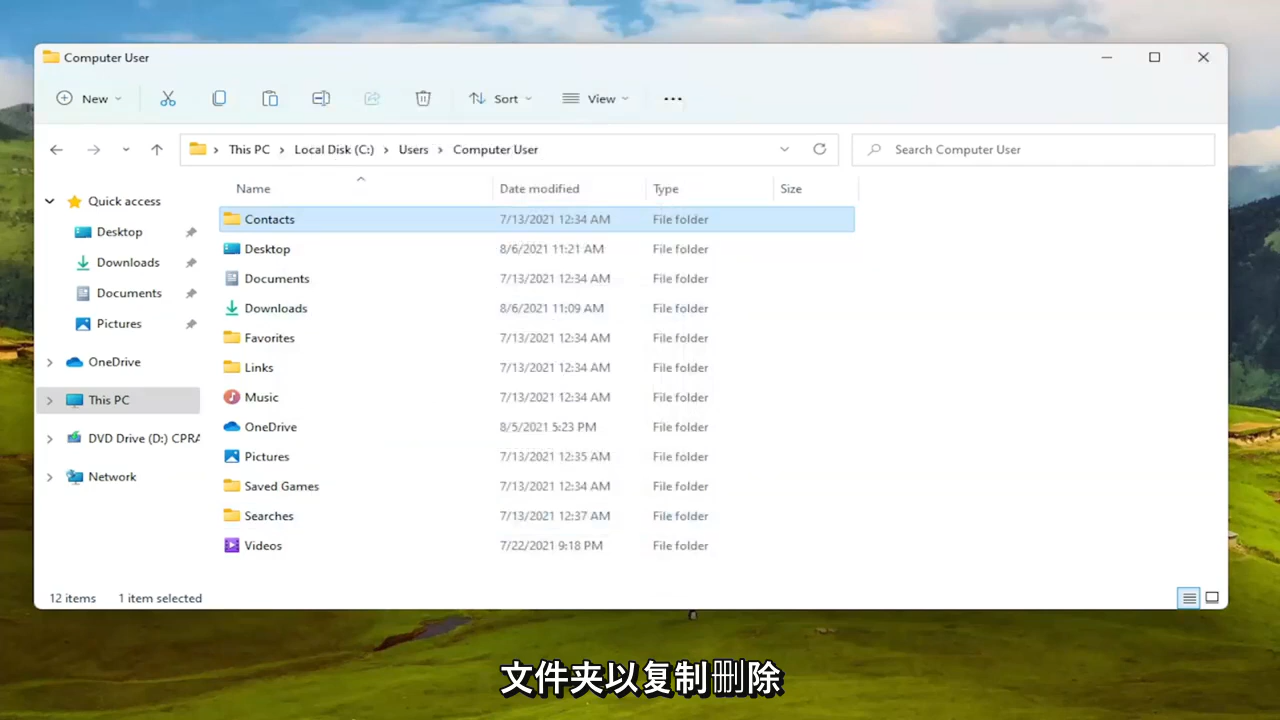 Computer User
New
Sort
View
This PC
Local Disk (C:)
Users
Computer User
Search Computer User
Name
Date modified
Type
Size
Quick access
Desktop
Downloads
Documents
Pictures
OneDrive
This PC
DVD Drive (D:) CPRA
Network
Contacts 7/13/2021 12:34 AM File folder
Desktop 8/6/2021 11:21 AM File folder
Documents 7/13/2021 12:34 AM File folder
Downloads 8/6/2021 11:09 AM File folder
Favorites 7/13/2021 12:34 AM File folder
Links 7/13/2021 12:34 AM File folder
Music 7/13/2021 12:34 AM File folder
OneDrive 8/5/2021 5:23 PM File folder
Pictures 7/13/2021 12:35 AM File folder
Saved Games 7/13/2021 12:34 AM File folder
Searches 7/13/2021 12:37 AM File folder
Videos 7/22/2021 9:18 PM File folder
12 items
1 item selected
文件夹以复制删除